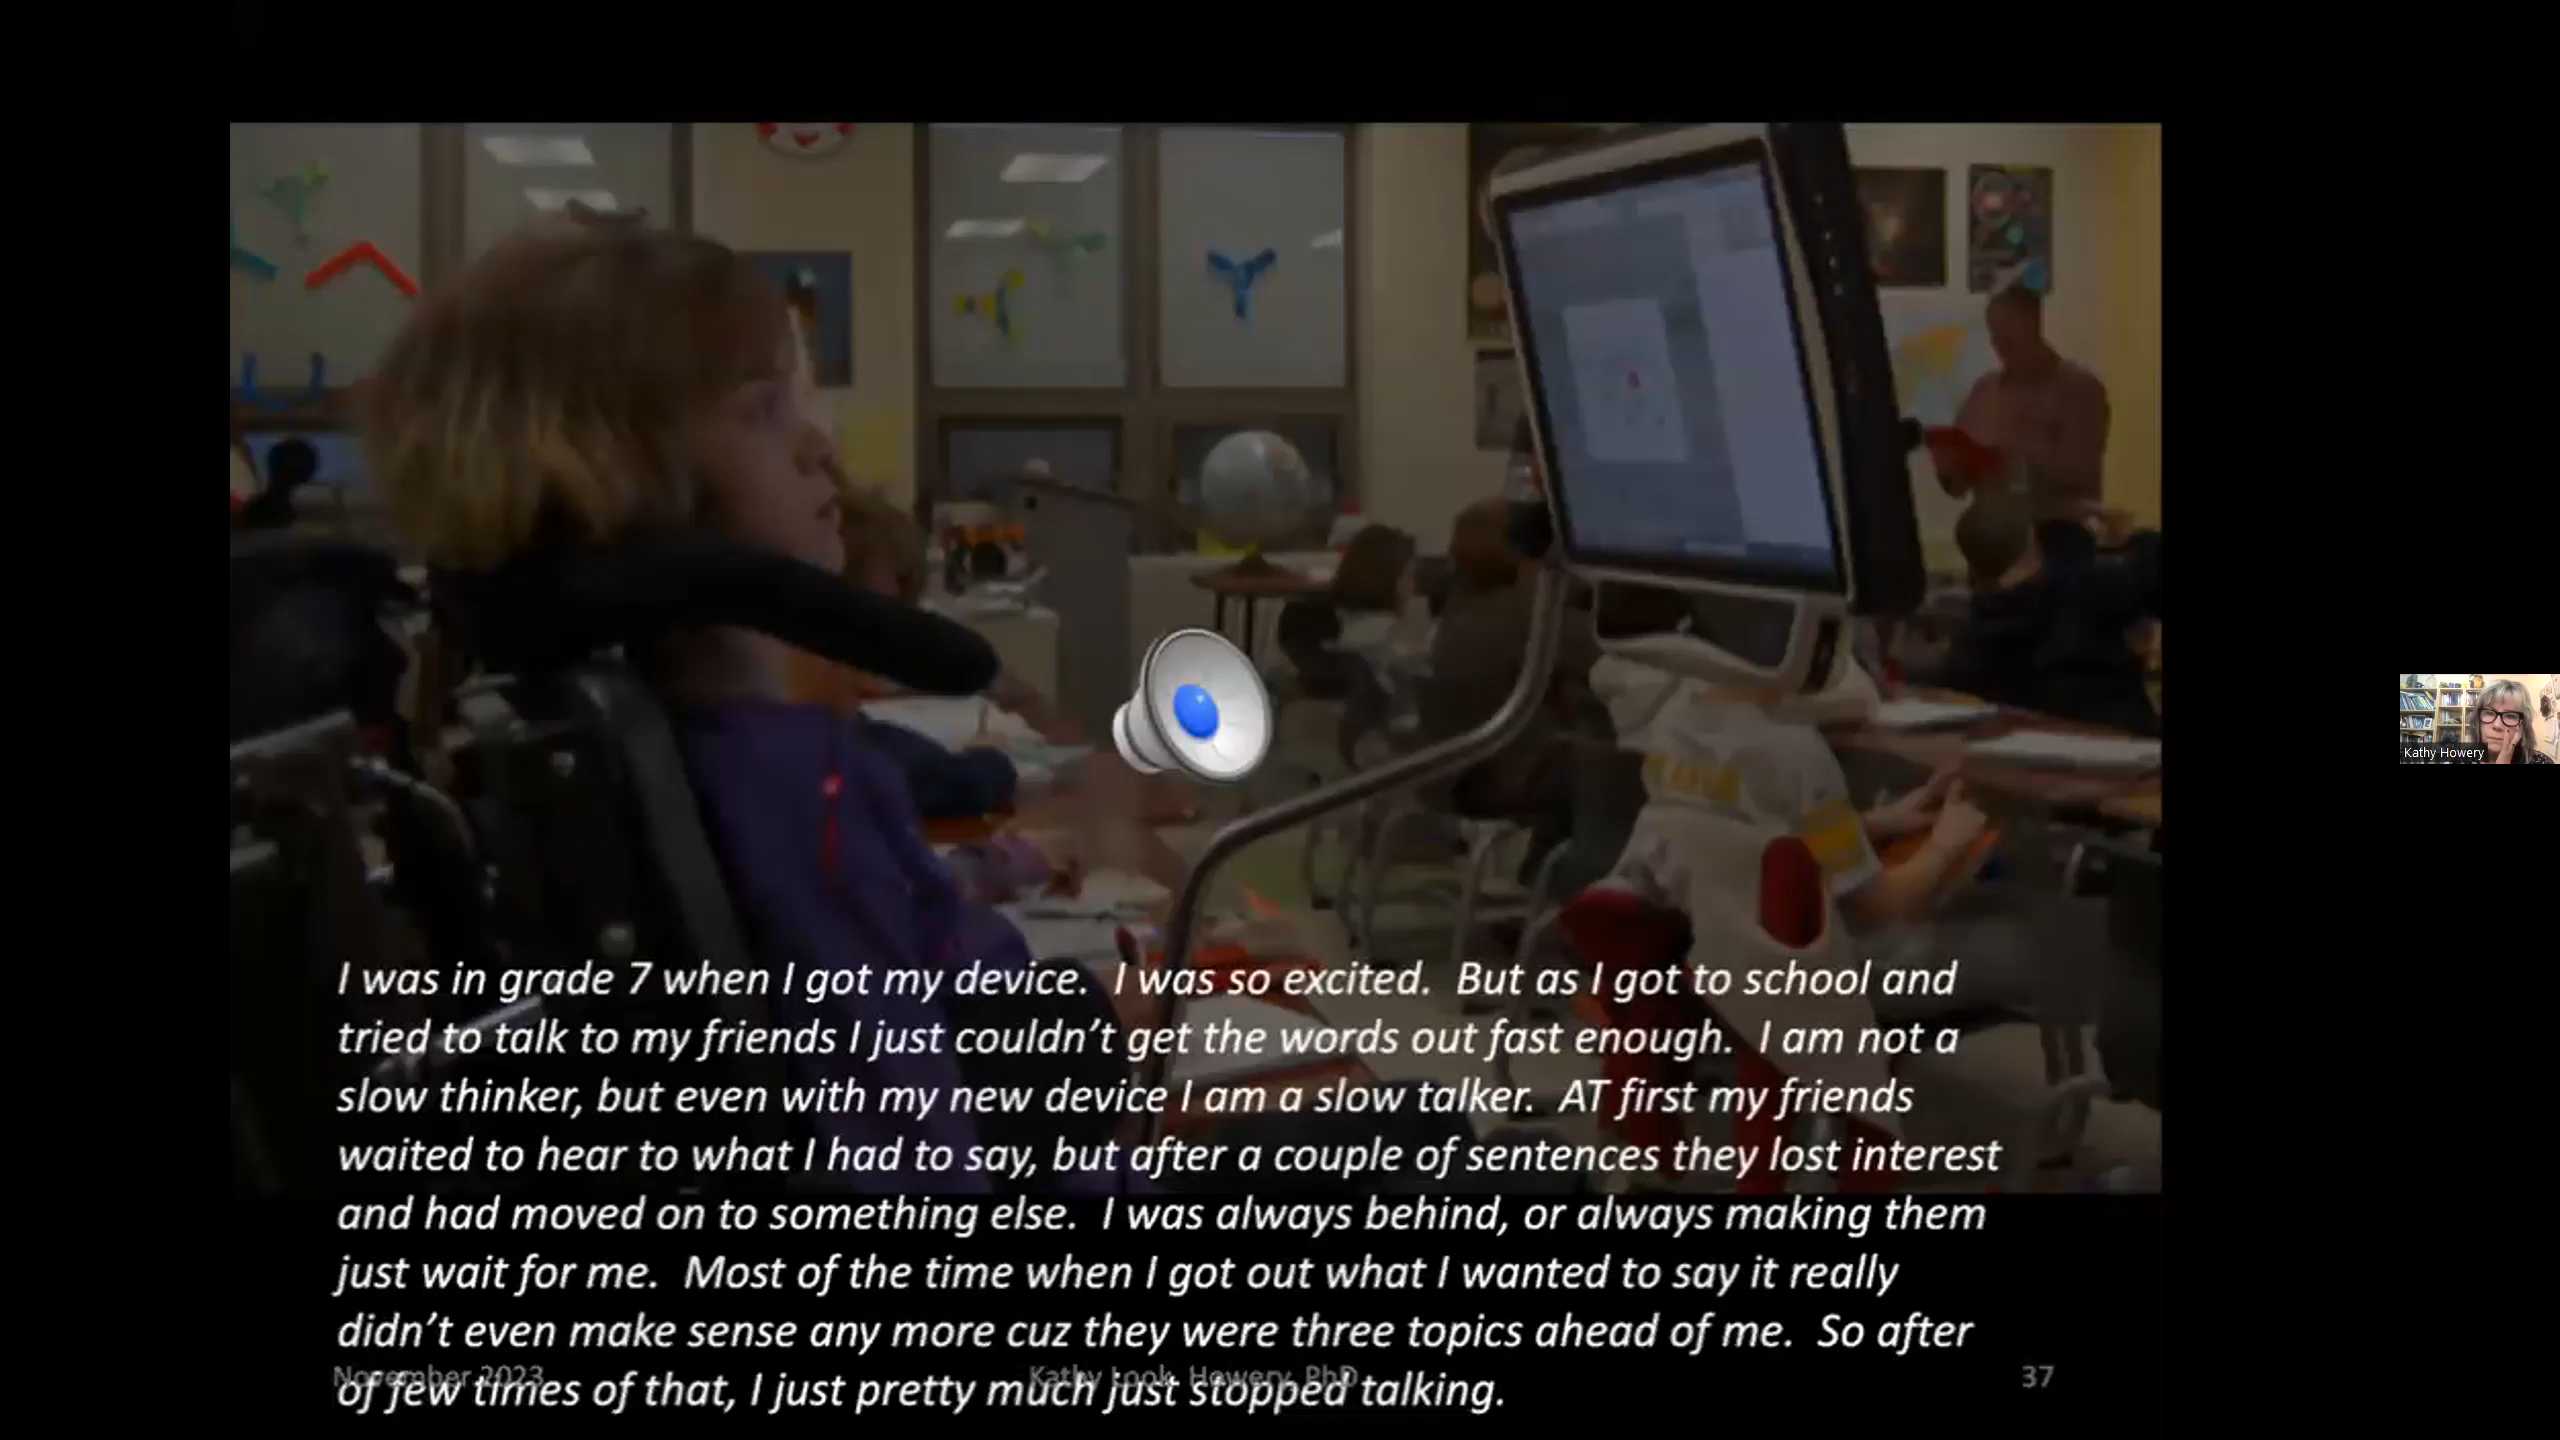 Kathy Howery
I was in grade 7 when I got my device.  I was so excited.  But as I got to school and
tried to talk to my friends I just couldn't get the words out fast enough.  I am not a
slow thinker, but even with my new device I am a slow talker.  AT first my friends
waited to hear to what I had to say, but after a couple of sentences they lost interest
and had moved on to something else.  I was always behind, or always making them
just wait for me.  Most of the time when I got out what I wanted to say it really
didn't even make sense any more cuz they were three topics ahead of me.  So after
of few times of that, I just pretty much just stopped talking.
November 2023
Kathy Look Howery, PhD
37